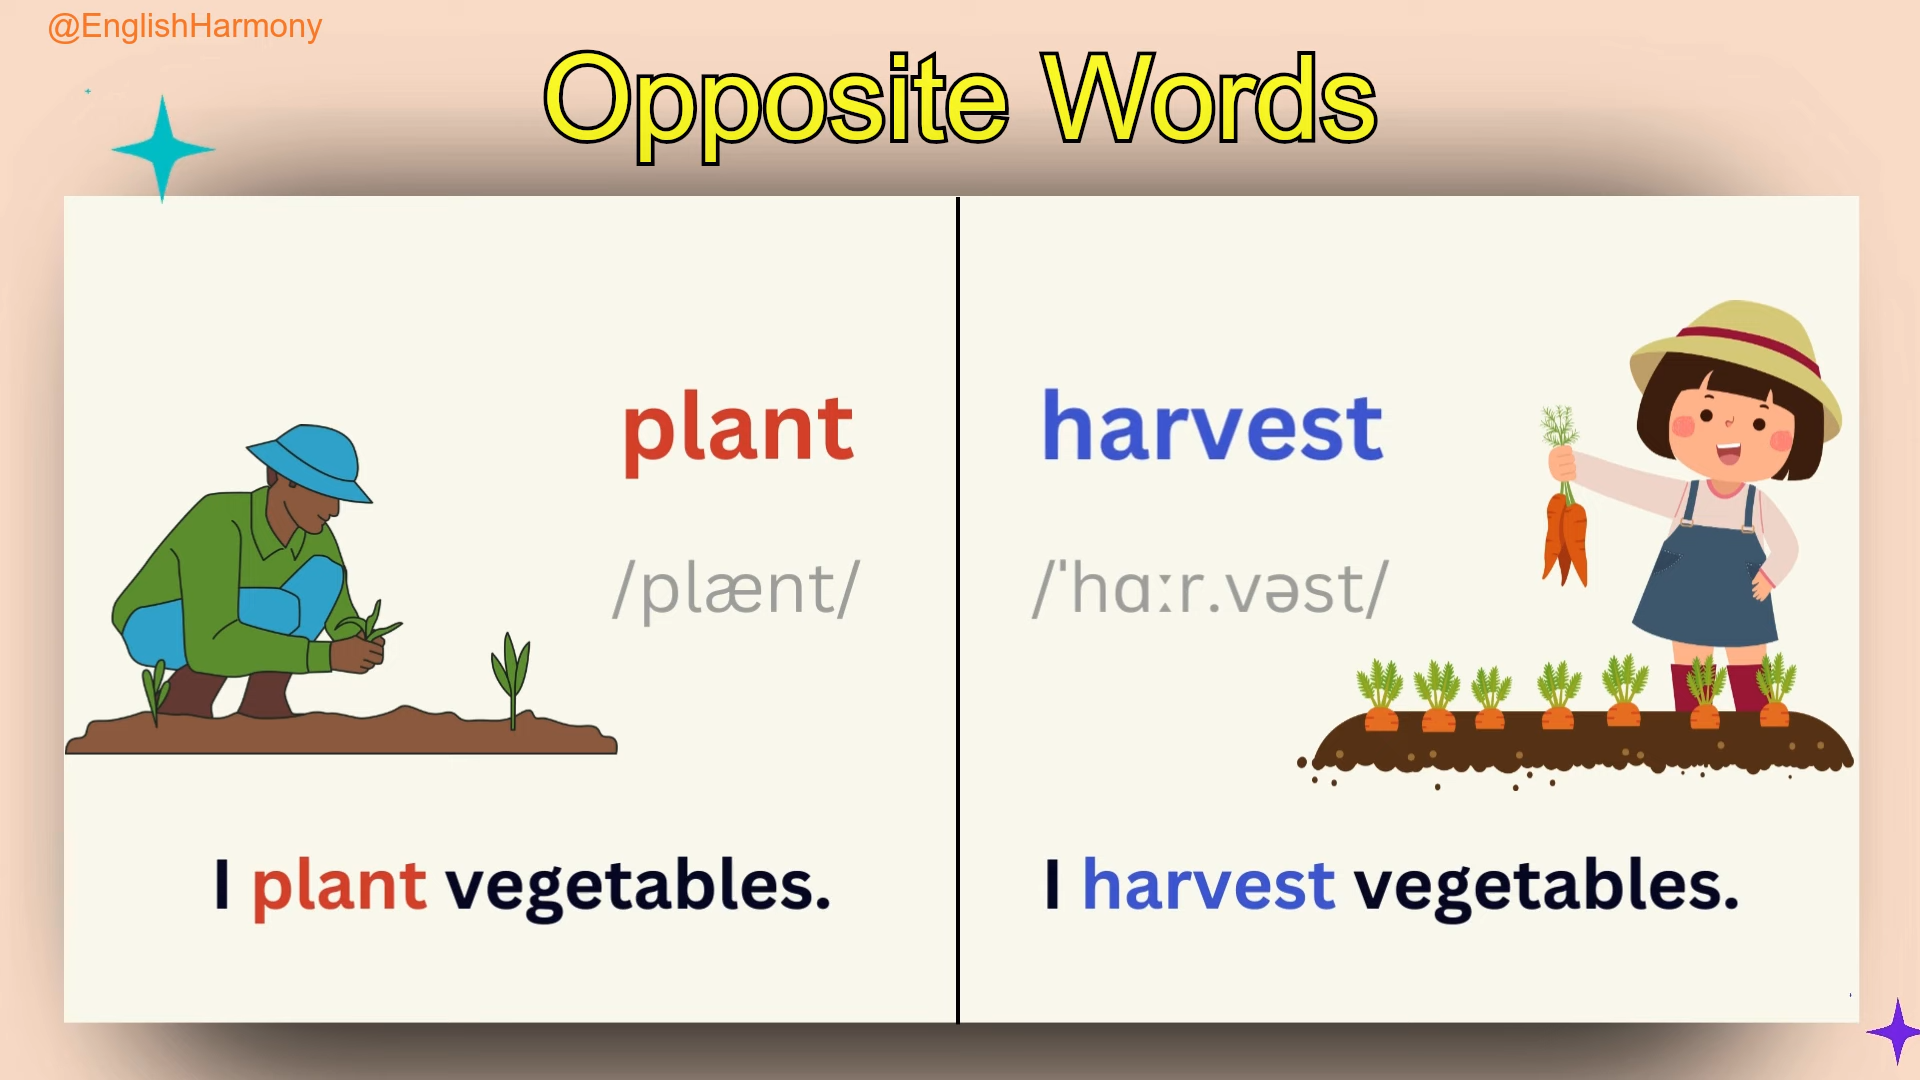 @EnglishHarmony
Opposite Words
plant
/plænt/
I plant vegetables.
harvest
/ˈhɑːr.vəst/
I harvest vegetables.